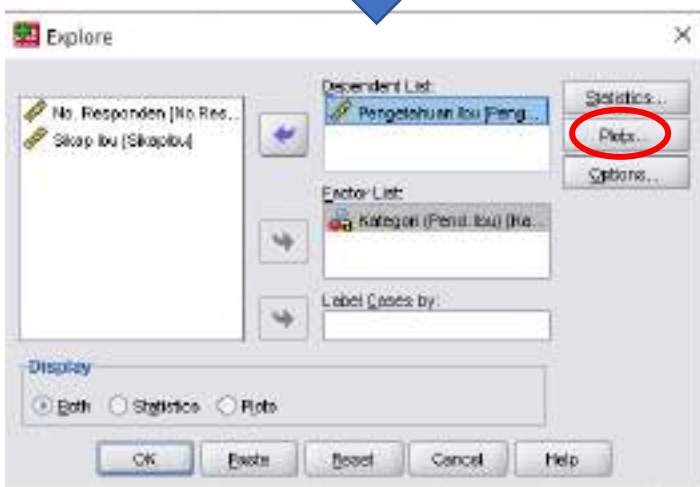 Explore
No. Responden [No.Res...
Sikap Ibu [SikapIbu]
Dependent List:
Pengetahuan Ibu [Peng...
Factor List:
Kategori (Pend. Ibu) [Ka...
Label Cases by:
Statistics...
Plots...
Options...
Display
Both
Statistics
Plots
OK
Paste
Reset
Cancel
Help